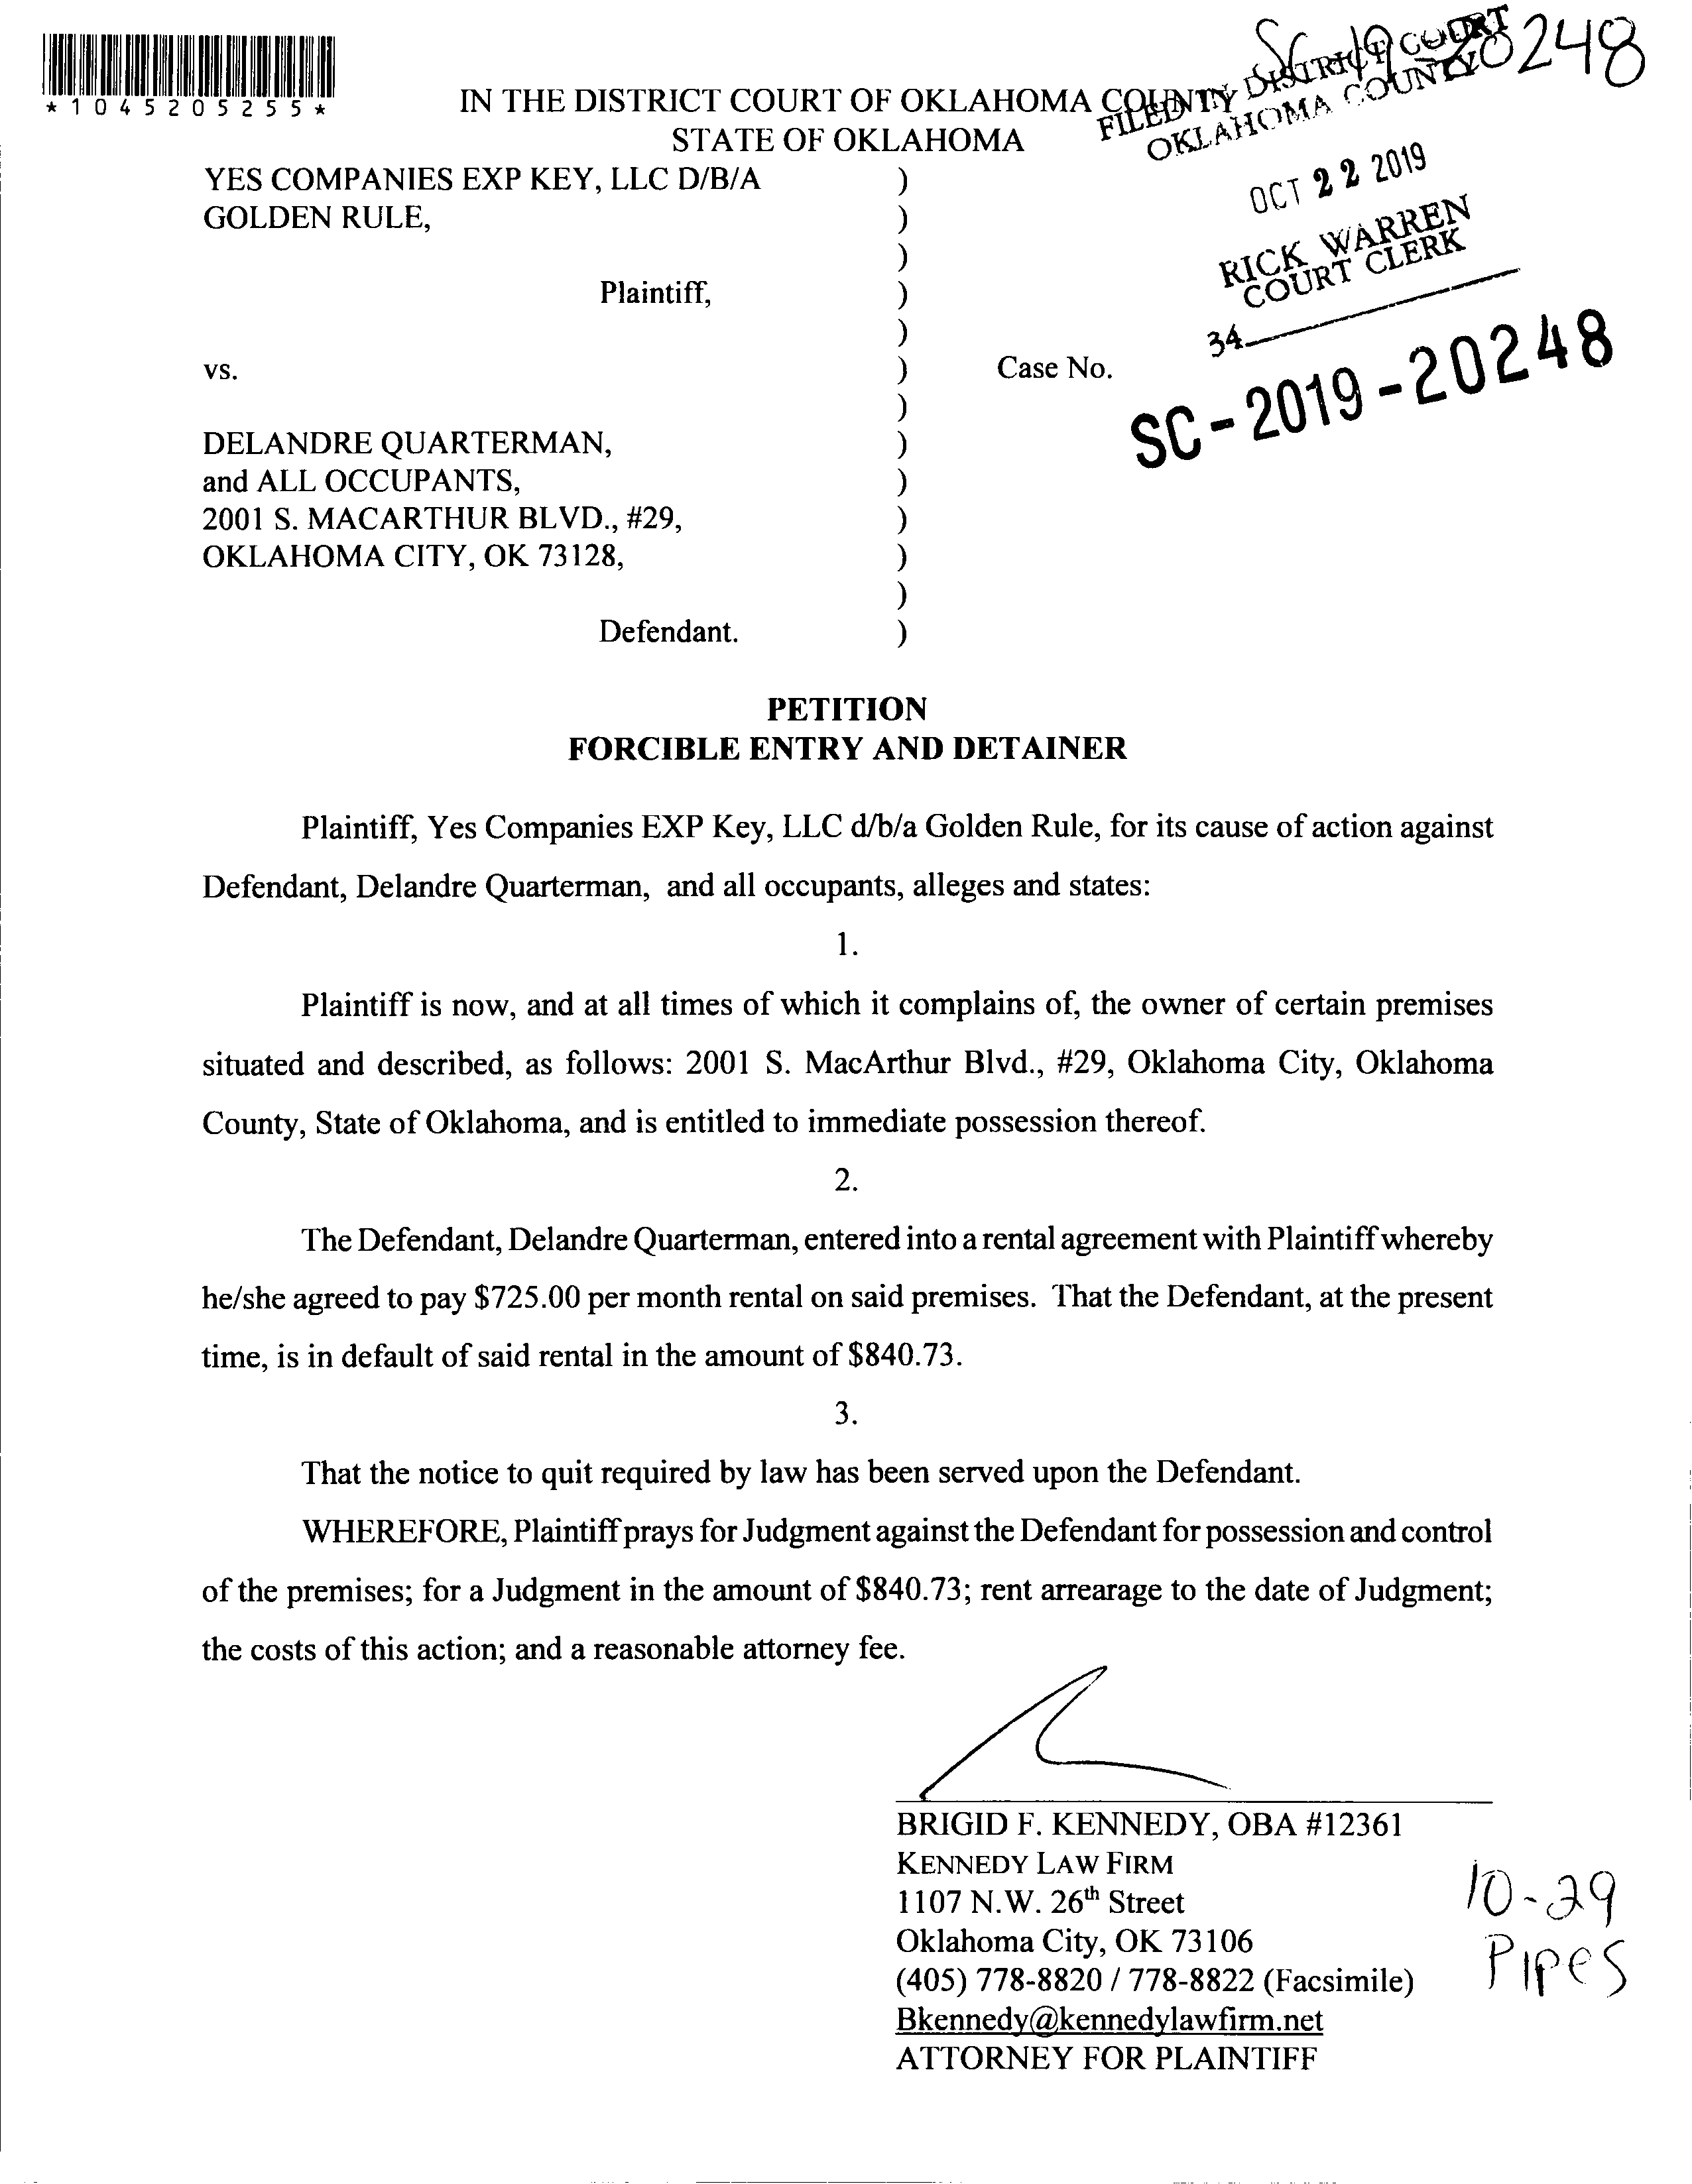 SC-19-20248
*1045205255*
IN THE DISTRICT COURT OF OKLAHOMA COUNTY
STATE OF OKLAHOMA
FILED IN DISTRICT COURT
OKLAHOMA COUNTY
OCT 22 2019
RICK WARREN
COURT CLERK
34
YES COMPANIES EXP KEY, LLC D/B/A )
GOLDEN RULE, )
)
Plaintiff, )
)
vs. ) Case No. SC-2019-20248
)
DELANDRE QUARTERMAN, )
and ALL OCCUPANTS, )
2001 S. MACARTHUR BLVD., #29, )
OKLAHOMA CITY, OK 73128, )
)
Defendant. )
PETITION
FORCIBLE ENTRY AND DETAINER
Plaintiff, Yes Companies EXP Key, LLC d/b/a Golden Rule, for its cause of action against
Defendant, Delandre Quarterman, and all occupants, alleges and states:
1.
Plaintiff is now, and at all times of which it complains of, the owner of certain premises
situated and described, as follows: 2001 S. MacArthur Blvd., #29, Oklahoma City, Oklahoma
County, State of Oklahoma, and is entitled to immediate possession thereof.
2.
The Defendant, Delandre Quarterman, entered into a rental agreement with Plaintiff whereby
he/she agreed to pay $725.00 per month rental on said premises. That the Defendant, at the present
time, is in default of said rental in the amount of $840.73.
3.
That the notice to quit required by law has been served upon the Defendant.
WHEREFORE, Plaintiff prays for Judgment against the Defendant for possession and control
of the premises; for a Judgment in the amount of $840.73; rent arrearage to the date of Judgment;
the costs of this action; and a reasonable attorney fee.
BRIGID F. KENNEDY, OBA #12361
KENNEDY LAW FIRM
1107 N.W. 26th Street
Oklahoma City, OK 73106
(405) 778-8820 / 778-8822 (Facsimile)
Bkennedy@kennedylawfirm.net
ATTORNEY FOR PLAINTIFF
10-29
Pipes